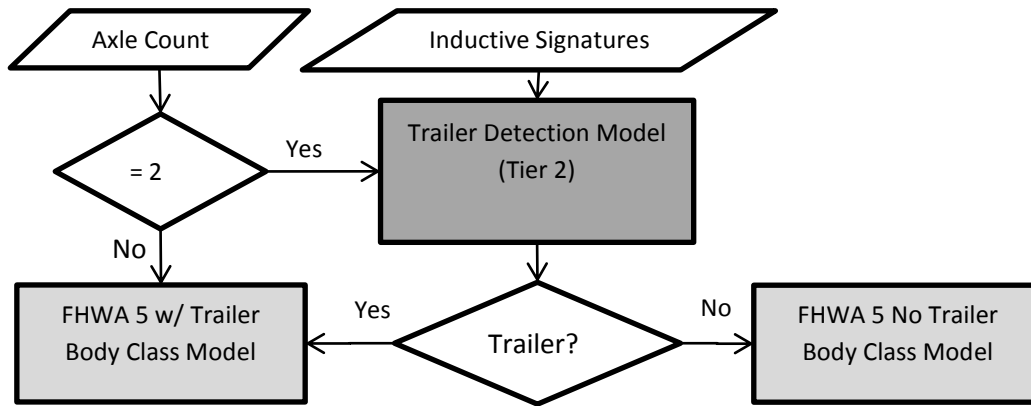 Axle Count
Inductive Signatures
= 2
Yes
Trailer Detection Model
(Tier 2)
No
FHWA 5 w/ Trailer
Body Class Model
Yes
Trailer?
No
FHWA 5 No Trailer
Body Class Model